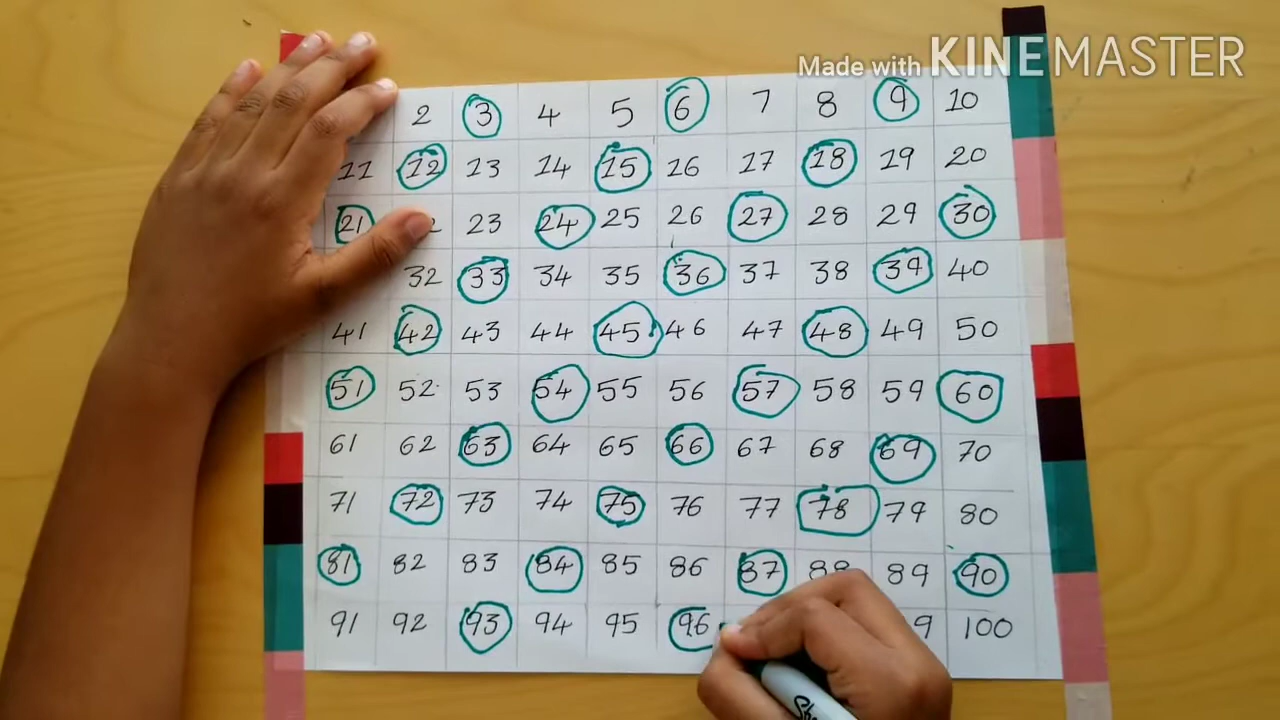 Made with KINEMASTER
2 3 4 5 6 7 8 9 10
11 12 13 14 15 16 17 18 19 20
21 23 24 25 26 27 28 29 30
32 33 34 35 36 37 38 39 40
41 42 43 44 45 46 47 48 49 50
51 52 53 54 55 56 57 58 59 60
61 62 63 64 65 66 67 68 69 70
71 72 73 74 75 76 77 78 79 80
81 82 83 84 85 86 87 88 89 90
91 92 93 94 95 96 100